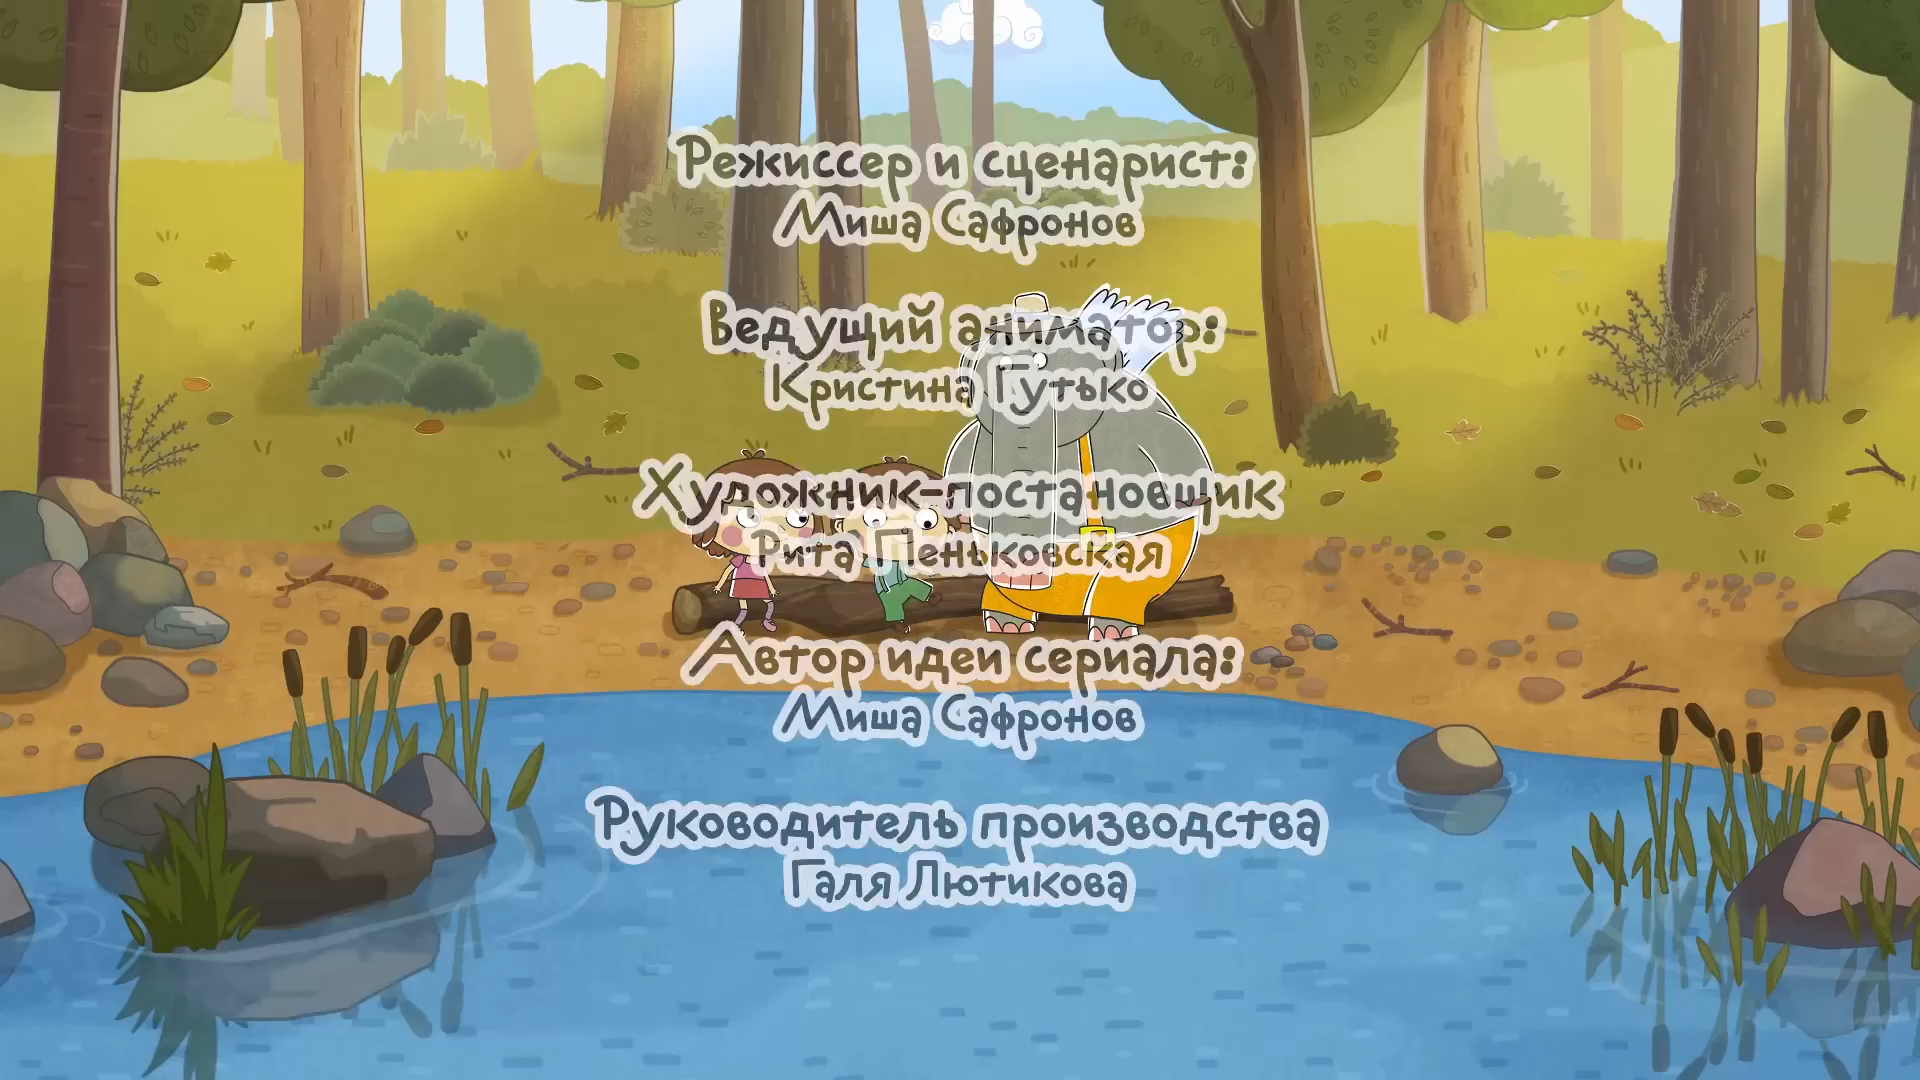 Режиссер и сценарист:
Миша Сафронов
Ведущий аниматор:
Кристина Гутько
Художник-постановщик
Рита Пеньковская
Автор идеи сериала:
Миша Сафронов
Руководитель производства
Галя Лютикова